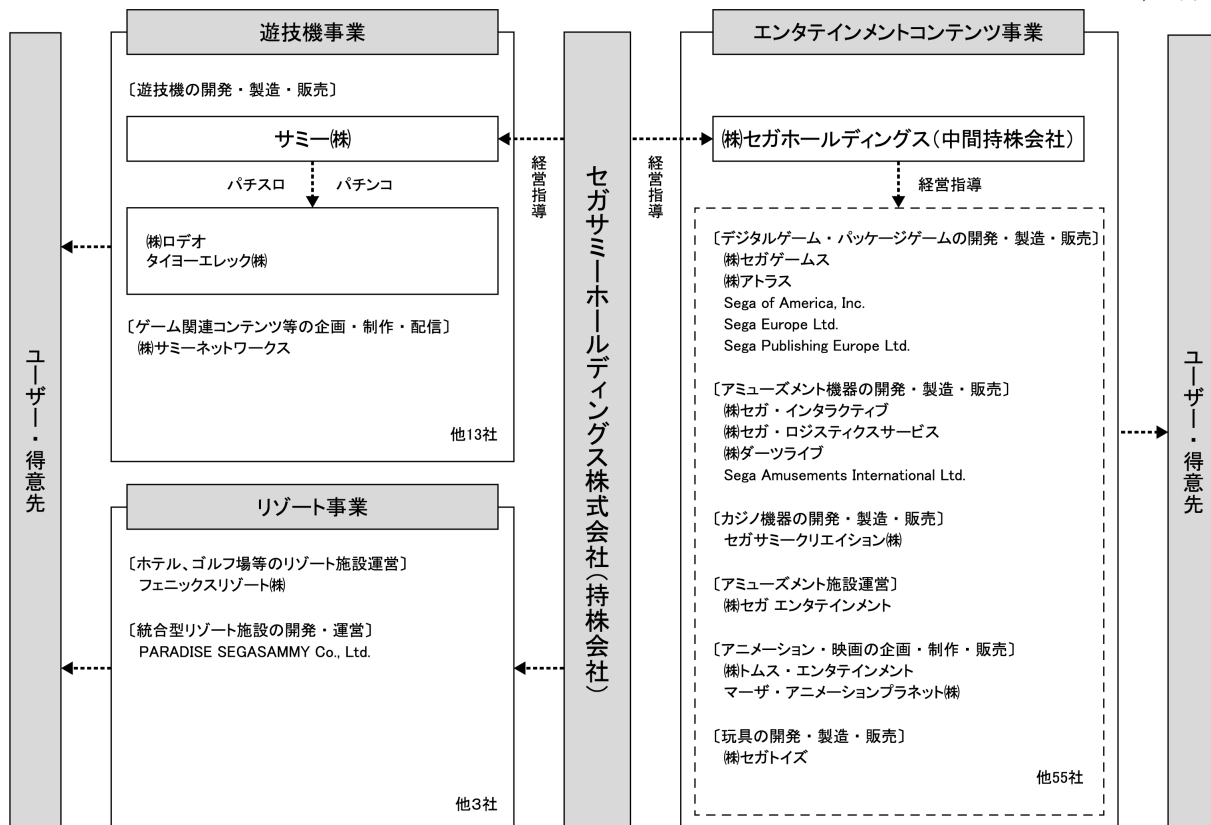 ユーザー・得意先
遊技機事業
〔遊技機の開発・製造・販売〕
サミー㈱
パチスロ
パチンコ
㈱ロデオ
タイヨーエレック㈱
〔ゲーム関連コンテンツ等の企画・制作・配信〕
㈱サミーネットワークス
他13社
リゾート事業
〔ホテル、ゴルフ場等のリゾート施設運営〕
フェニックスリゾート㈱
〔統合型リゾート施設の開発・運営〕
PARADISE SEGASAMMY Co., Ltd.
他3社
経営指導
セガサミーホールディングス株式会社(持株会社)
経営指導
エンタテインメントコンテンツ事業
㈱セガホールディングス(中間持株会社)
経営指導
〔デジタルゲーム・パッケージゲームの開発・製造・販売〕
㈱セガゲームス
㈱アトラス
Sega of America, Inc.
Sega Europe Ltd.
Sega Publishing Europe Ltd.
〔アミューズメント機器の開発・製造・販売〕
㈱セガ・インタラクティブ
㈱セガ・ロジスティクスサービス
㈱ダーツライブ
Sega Amusements International Ltd.
〔カジノ機器の開発・製造・販売〕
セガサミークリエイション㈱
〔アミューズメント施設運営〕
㈱セガ エンタテインメント
〔アニメーション・映画の企画・制作・販売〕
㈱トムス・エンタテインメント
マーザ・アニメーションプラネット㈱
〔玩具の開発・製造・販売〕
㈱セガトイズ
他55社
ユーザー・得意先